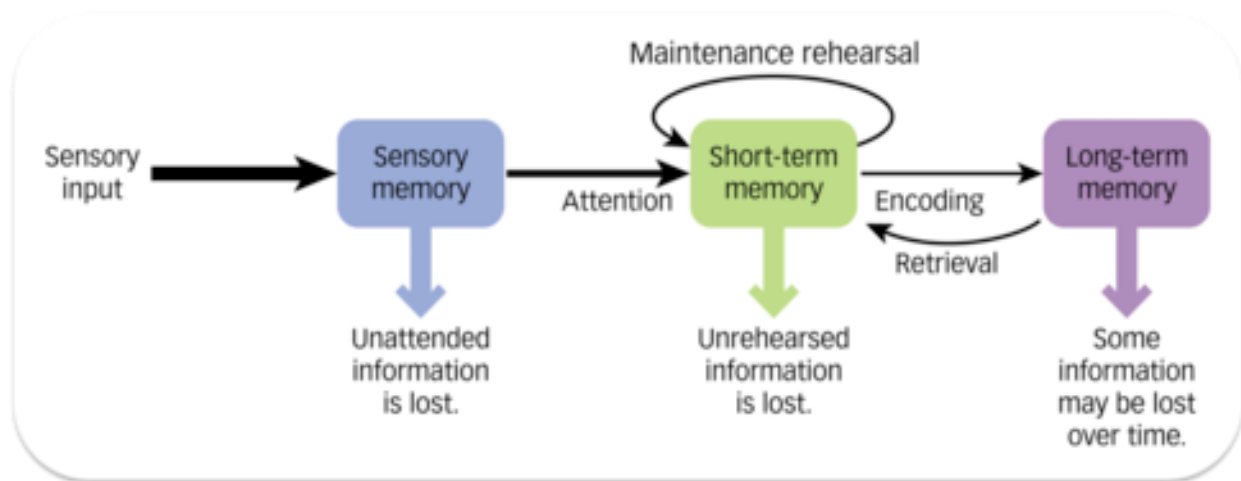 Maintenance rehearsal
Sensory
input
Sensory
memory
Attention
Short-term
memory
Encoding
Retrieval
Long-term
memory
Unattended
information
is lost.
Unrehearsed
information
is lost.
Some
information
may be lost
over time.